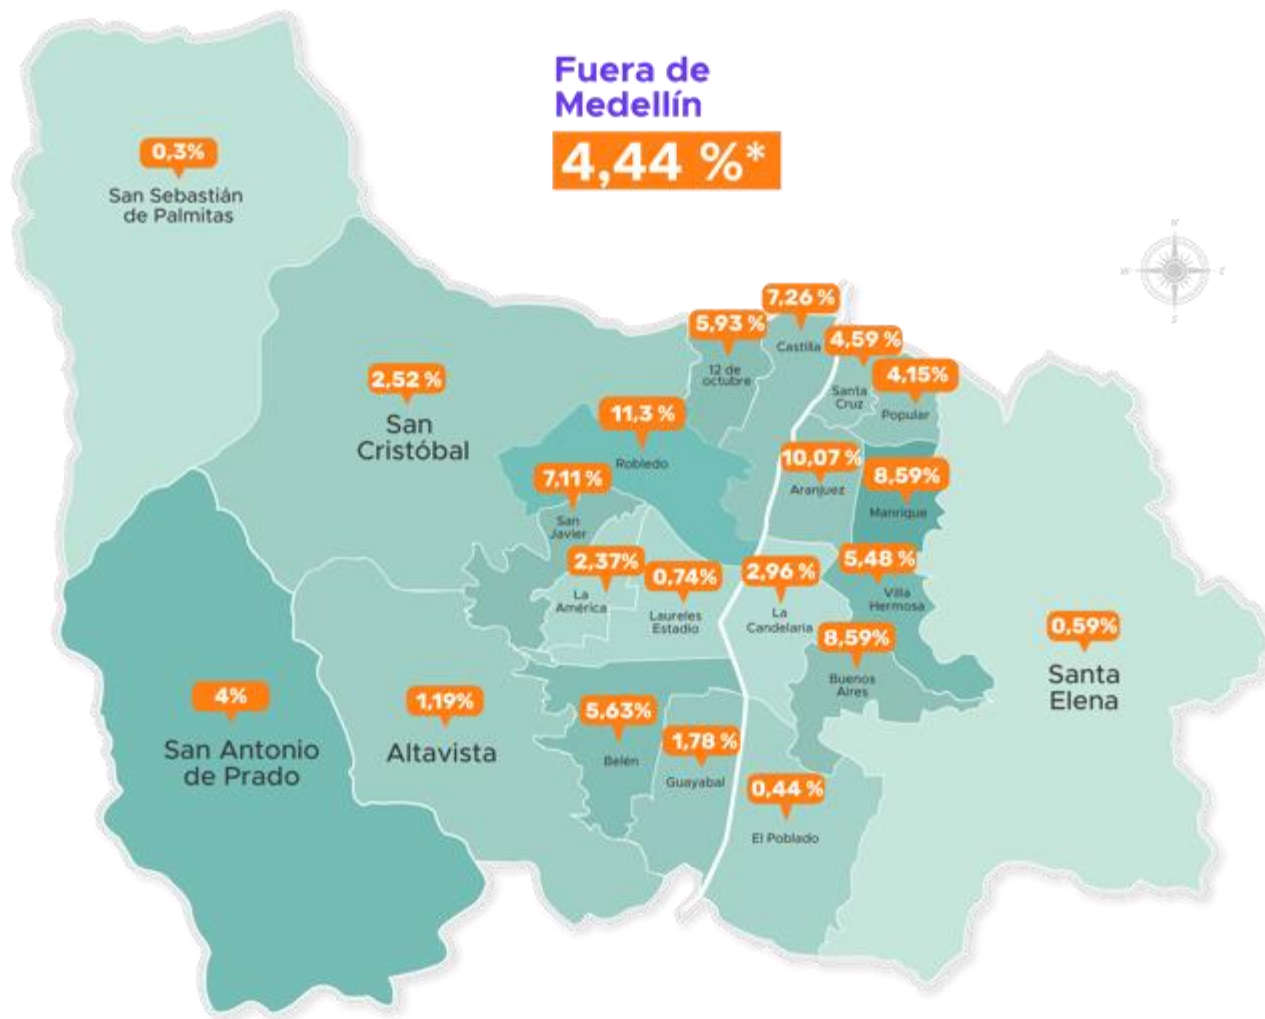 Fuera de
Medellín
4,44 %*
0,3%
San Sebastián
de Palmitas
N
W
E
S
7,26 %
Castilla
5,93 %
12 de
octubre
4,59 %
Santa
Cruz
4,15%
Popular
2,52 %
San
Cristóbal
11,3 %
Robledo
10,07 %
Aranjuez
8,59%
Manrique
7,11 %
San
Javier
2,37%
La
América
0,74%
Laureles
Estadio
2,96 %
La
Candelaria
5,48 %
Villa
Hermosa
8,59%
Buenos
Aires
0,59%
Santa
Elena
4%
San Antonio
de Prado
1,19%
Altavista
5,63%
Belén
1,78 %
Guayabal
0,44 %
El Poblado